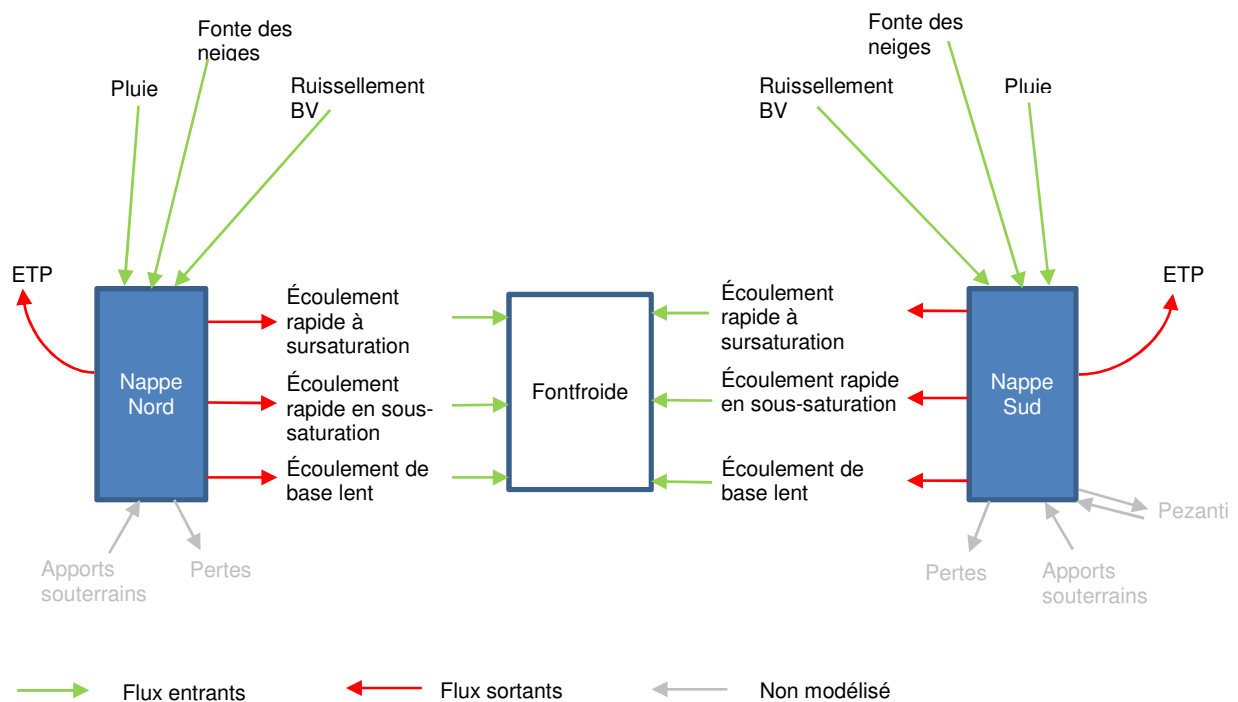 Fonte des
neiges
Pluie
Ruissellement
BV
Fonte des
neiges
Ruissellement
BV
Pluie
ETP
ETP
Écoulement
rapide à
sursaturation
Écoulement
rapide à
sursaturation
Nappe
Nord
Écoulement
rapide en sous-
saturation
Fontfroide
Écoulement rapide
en sous-saturation
Nappe
Sud
Écoulement de
base lent
Écoulement de
base lent
Pezanti
Apports
souterrains
Pertes
Pertes
Apports
souterrains
Flux entrants
Flux sortants
Non modélisé